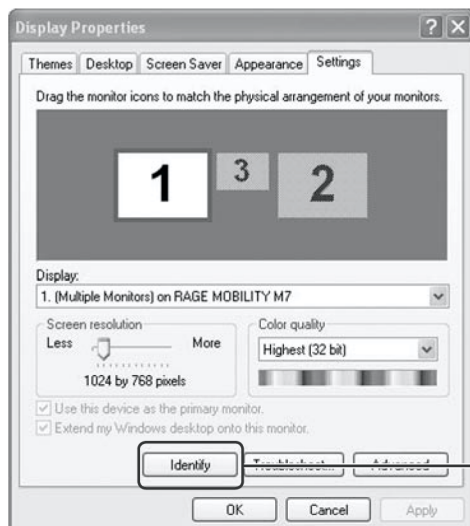 Display Properties
Themes Desktop Screen Saver Appearance Settings
Drag the monitor icons to match the physical arrangement of your monitors.
1 3 2
Display:
1. (Multiple Monitors) on RAGE MOBILITY M7
Screen resolution
Less More
1024 by 768 pixels
Color quality
Highest (32 bit)
Use this device as the primary monitor.
Extend my Windows desktop onto this monitor.
Identify Troubleshoot... Advanced
OK Cancel Apply